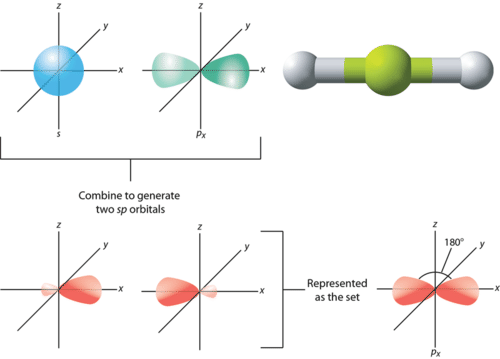 z
y
x
s
z
y
x
px
Combine to generate
two sp orbitals
z
y
x
z
y
x
Represented
as the set
z
180°
y
x
px